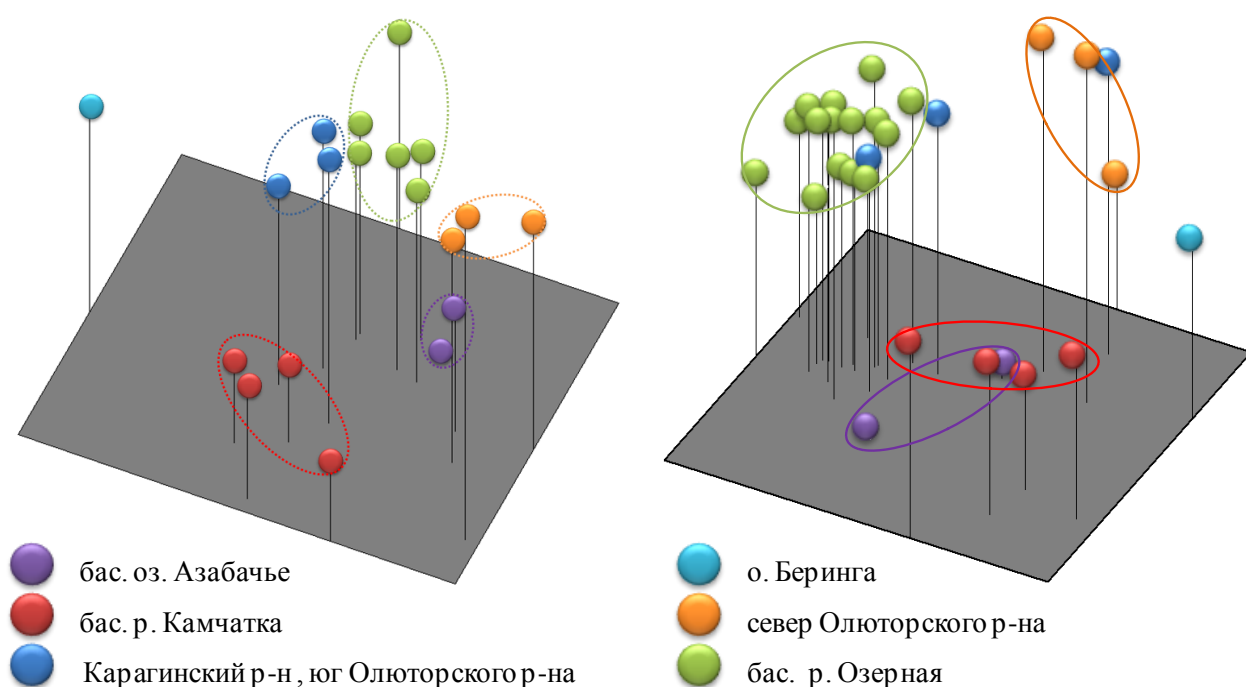 бас. оз. Азабачье
бас. р. Камчатка
Карагинский р-н, юг Олюторского р-на
о. Беринга
север Олюторского р-на
бас. р. Озерная